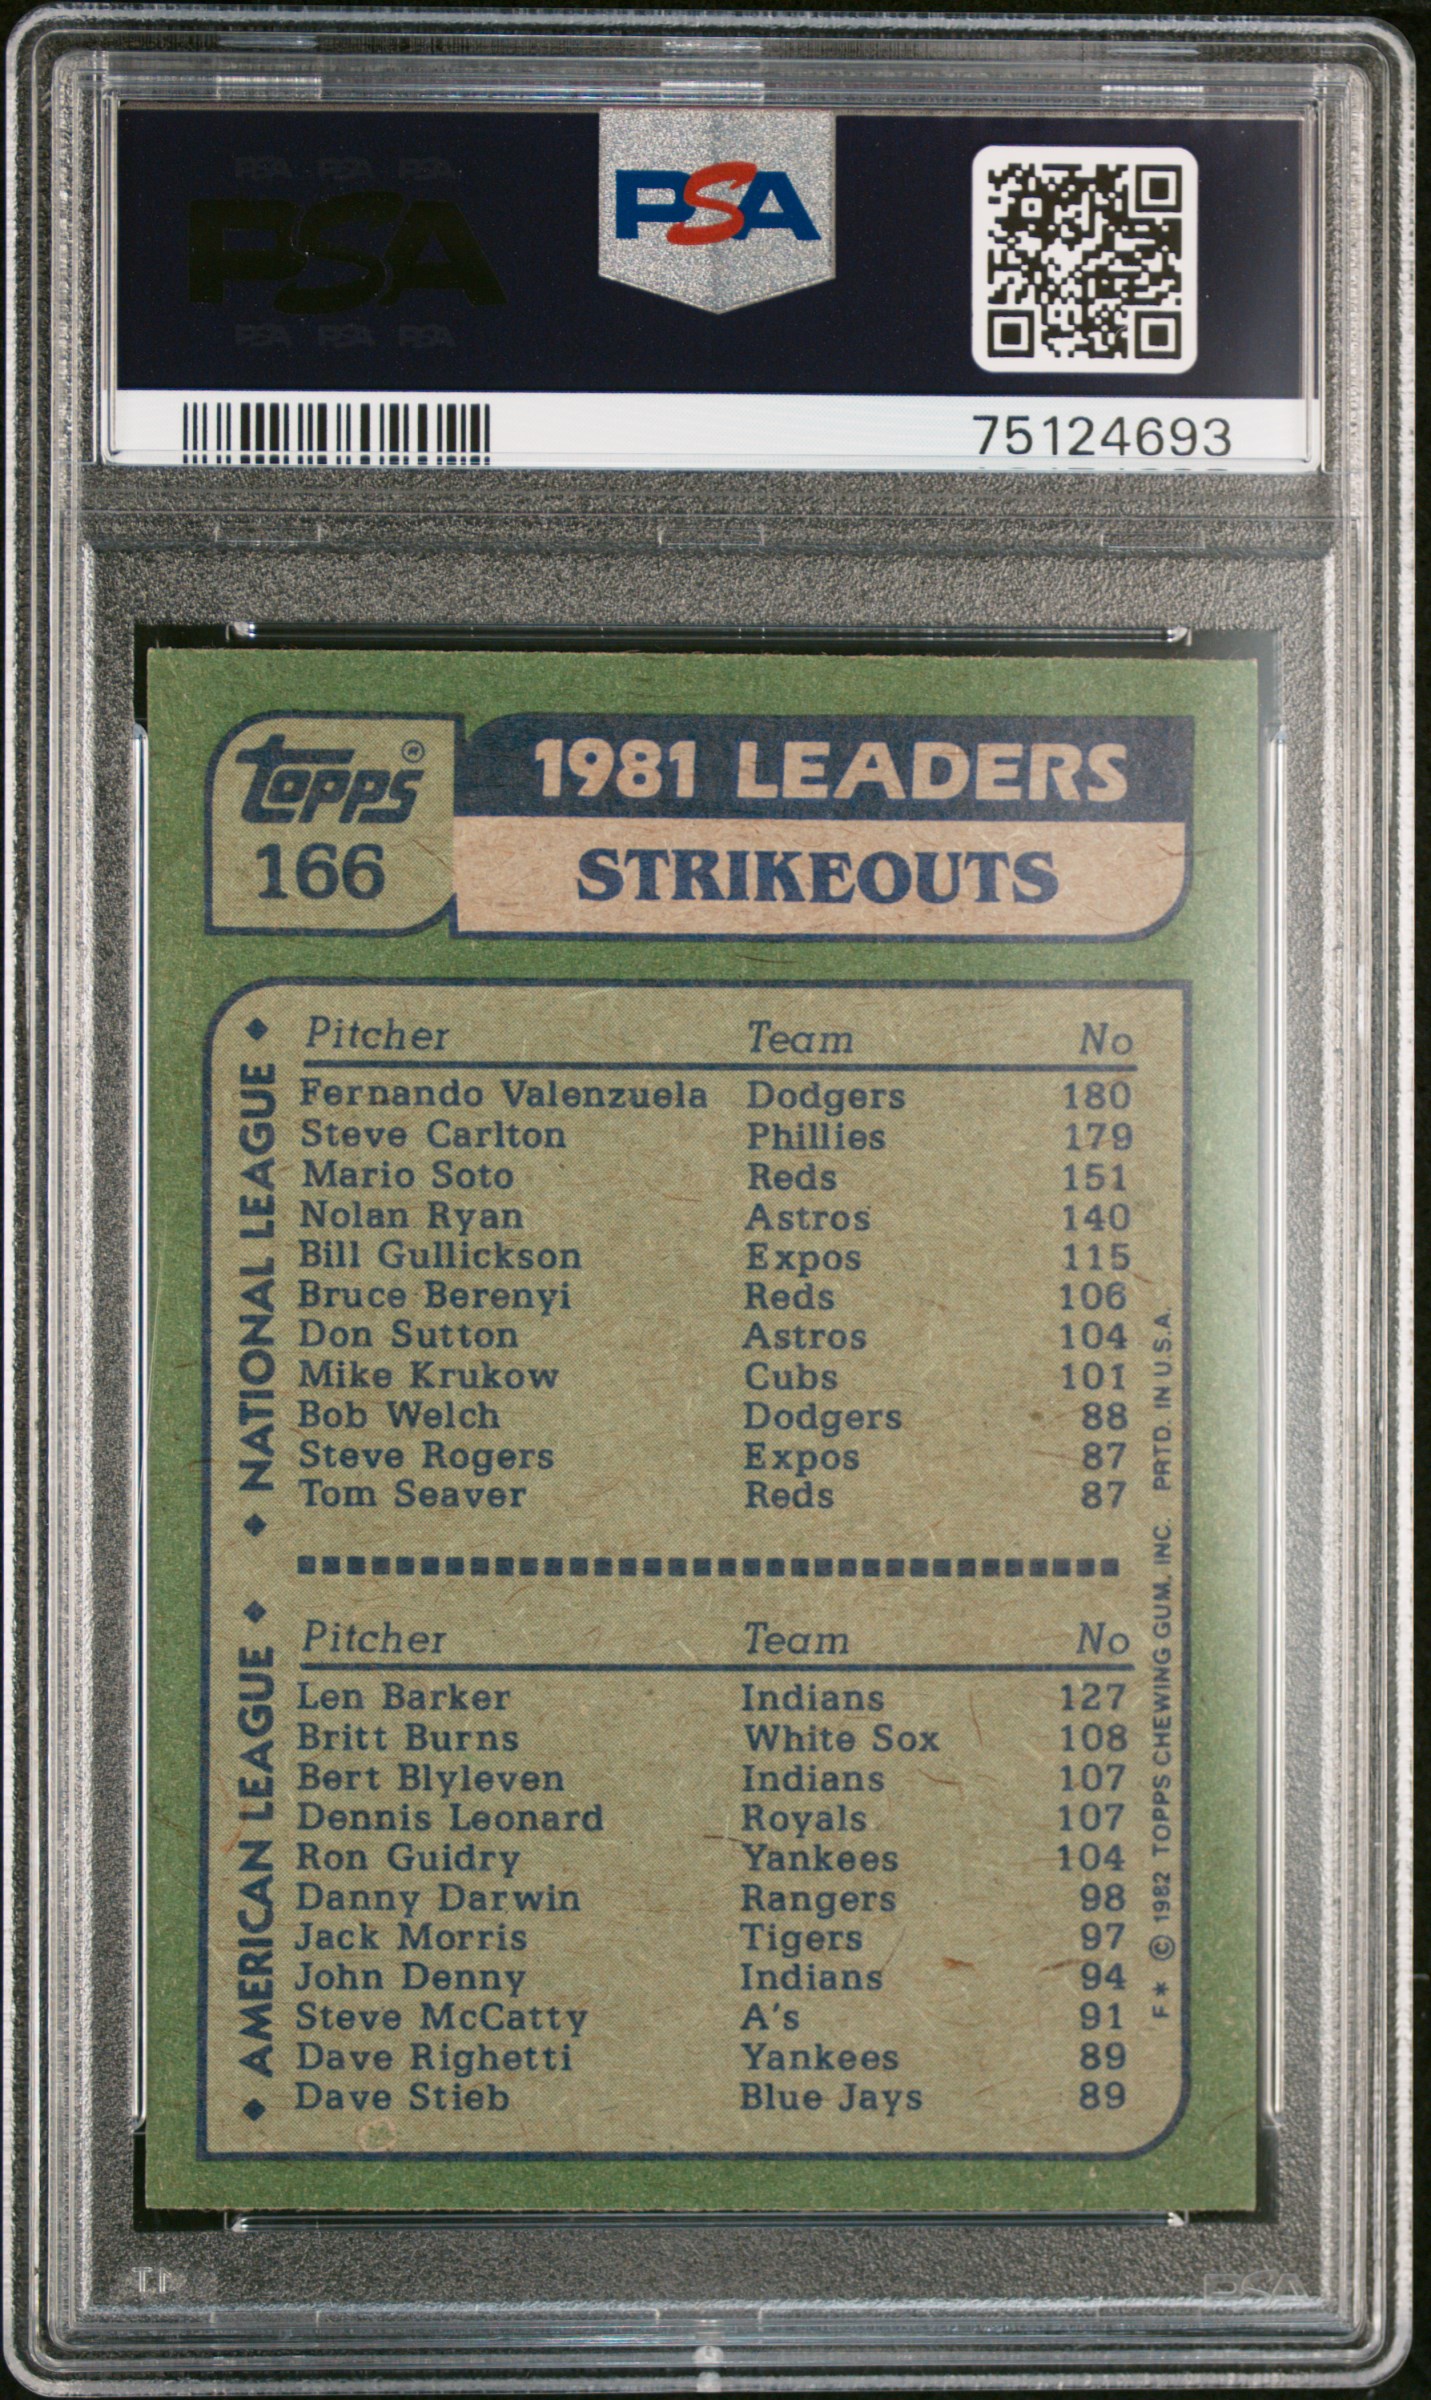 PSA PSA PSA
PSA
PSA PSA PSA
PSA
75124693
Topps®
166
1981 LEADERS
STRIKEOUTS
NATIONAL LEAGUE
Pitcher Team No
Fernando Valenzuela Dodgers 180
Steve Carlton Phillies 179
Mario Soto Reds 151
Nolan Ryan Astros 140
Bill Gullickson Expos 115
Bruce Berenyi Reds 106
Don Sutton Astros 104
Mike Krukow Cubs 101
Bob Welch Dodgers 88
Steve Rogers Expos 87
Tom Seaver Reds 87
AMERICAN LEAGUE
Pitcher Team No
Len Barker Indians 127
Britt Burns White Sox 108
Bert Blyleven Indians 107
Dennis Leonard Royals 107
Ron Guidry Yankees 104
Danny Darwin Rangers 98
Jack Morris Tigers 97
John Denny Indians 94
Steve McCatty A's 91
Dave Righetti Yankees 89
Dave Stieb Blue Jays 89
F* © 1982 TOPPS CHEWING GUM, INC. PRTD. IN U.S.A.
PSA